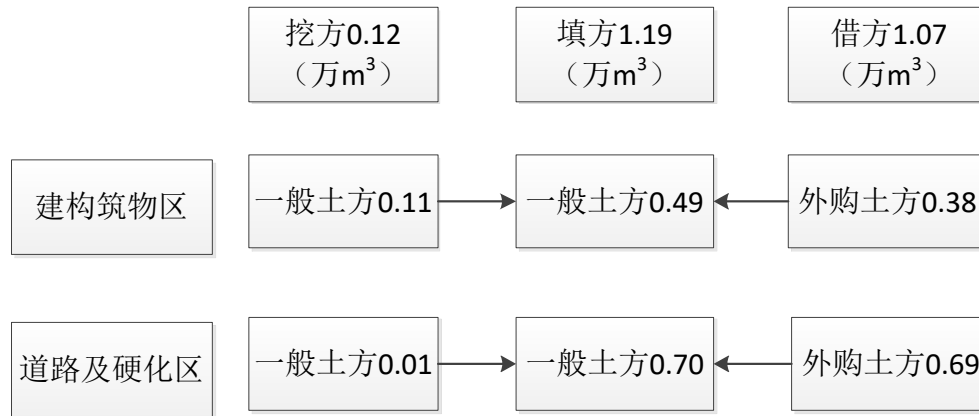 挖方0.12
（万m³）
填方1.19
（万m³）
借方1.07
（万m³）
建构筑物区
一般土方0.11
一般土方0.49
外购土方0.38
道路及硬化区
一般土方0.01
一般土方0.70
外购土方0.69